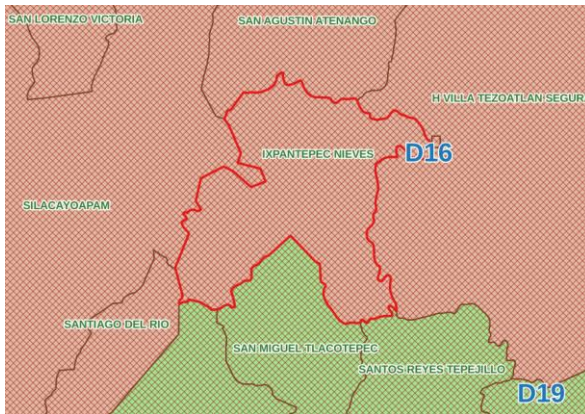 SAN LORENZO VICTORIA
SAN AGUSTIN ATENANGO
H VILLA TEZOATLAN SEGUR
IXPANTEPEC NIEVES
D16
SILACAYOAPAM
SANTIAGO DEL RIO
SAN MIGUEL TLACOTEPEC
SANTOS REYES TEPEJILLO
D19